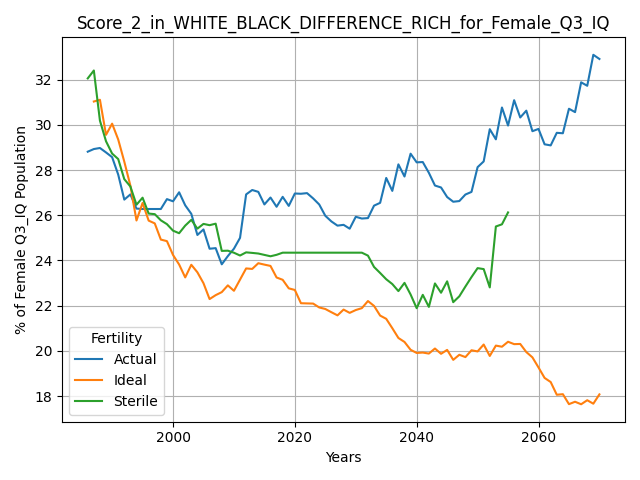 Score_2_in_WHITE_BLACK_DIFFERENCE_RICH_for_Female_Q3_IQ
% of Female Q3_IQ Population
32
30
28
26
24
22
20
18
Fertility
Actual
Ideal
Sterile
2000 2020 2040 2060
Years